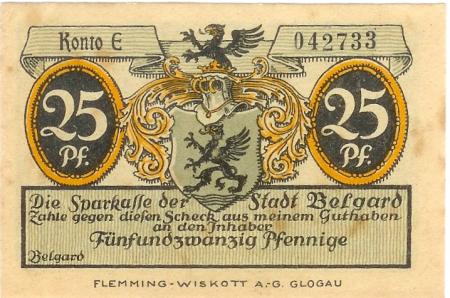 Konto E
042733
25 Pf.
25 Pf.
Die Sparkasse der Stadt Belgard
Zahle gegen diesen Scheck aus meinem Guthaben
an den Inhaber
Fünfundzwanzig Pfennige
Belgard
FLEMMING-WISKOTT A.-G. GLOGAU